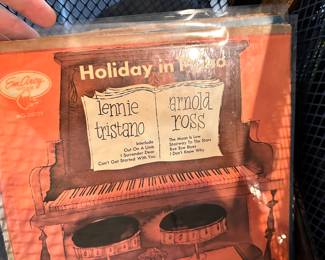 Holiday in
lennie
tristano
Interlude
Out On A Limb
I Surrender Dear
Can't Get Started With You
arnold
ross
The Moon Is Low
Stairway To The Stars
Bye Bye Blues
I Don't Know Why